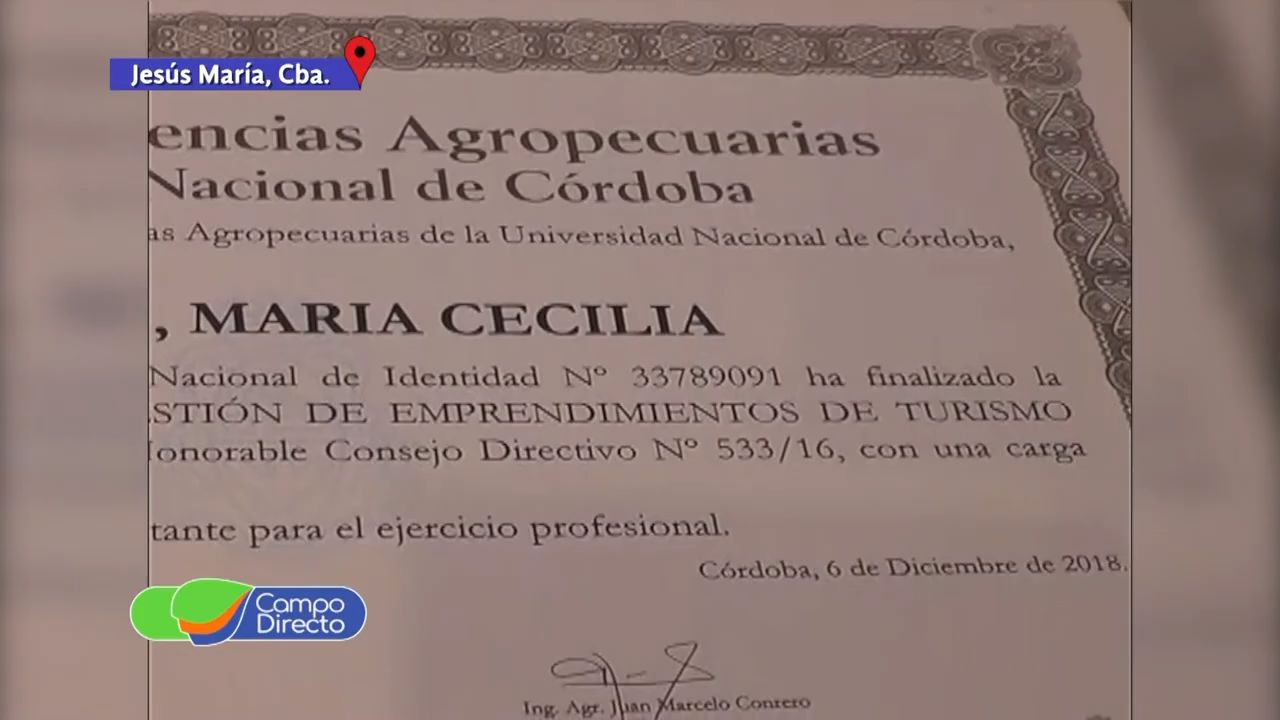 Jesús María, Cba.
encias Agropecuarias
Nacional de Córdoba
as Agropecuarias de la Universidad Nacional de Córdoba,
, MARIA CECILIA
Nacional de Identidad Nº 33789091 ha finalizado la
STIÓN DE EMPRENDIMIENTOS DE TURISMO
onorable Consejo Directivo Nº 533/16, con una carga
tante para el ejercicio profesional.
Córdoba, 6 de Diciembre de 2018.
Campo
Directo
Ing. Agr. Juan Marcelo Conrero